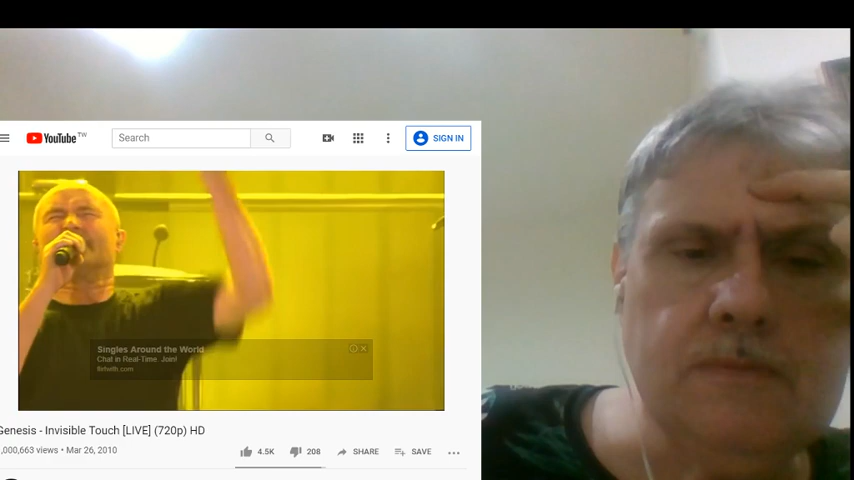 YouTube TW
Search
SIGN IN
Singles Around the World
Chat in Real-Time. Join!
flirtwith.com
Genesis - Invisible Touch [LIVE] (720p) HD
,000,663 views • Mar 26, 2010
4.5K
208
SHARE
SAVE